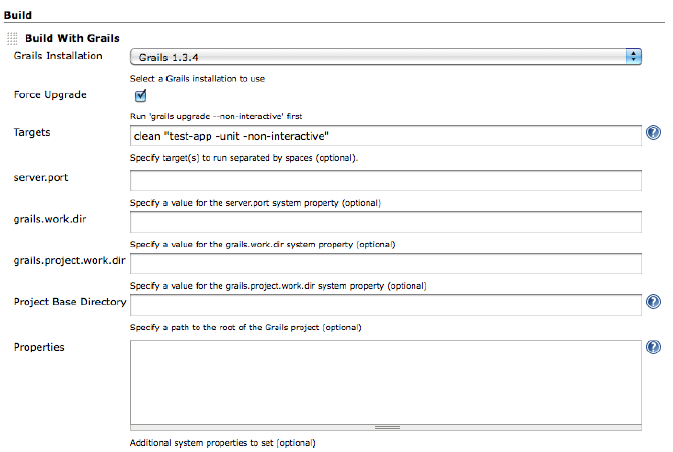 Build
Build With Grails
Grails Installation
Grails 1.3.4
Select a Grails installation to use
Force Upgrade
Run 'grails upgrade --non-interactive' first
Targets
clean "test-app -unit -non-interactive"
Specify target(s) to run separated by spaces (optional).
server.port
Specify a value for the server.port system property (optional)
grails.work.dir
Specify a value for the grails.work.dir system property (optional)
grails.project.work.dir
Specify a value for the grails.project.work.dir system property (optional)
Project Base Directory
Specify a path to the root of the Grails project (optional)
Properties
Additional system properties to set (optional)